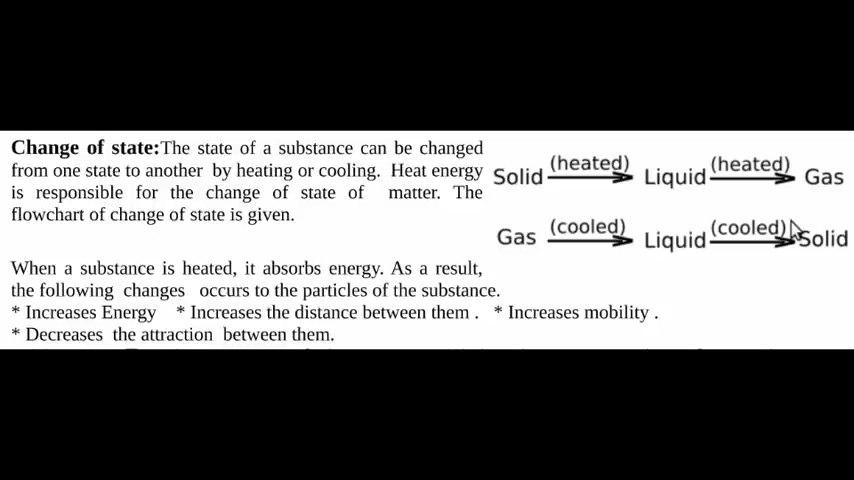 Change of state:The state of a substance can be changed
from one state to another by heating or cooling. Heat energy
is responsible for the change of state of matter. The
flowchart of change of state is given.
Solid (heated) Liquid (heated) Gas
Gas (cooled) Liquid (cooled) Solid
When a substance is heated, it absorbs energy. As a result,
the following changes occurs to the particles of the substance.
* Increases Energy * Increases the distance between them . * Increases mobility .
* Decreases the attraction between them.